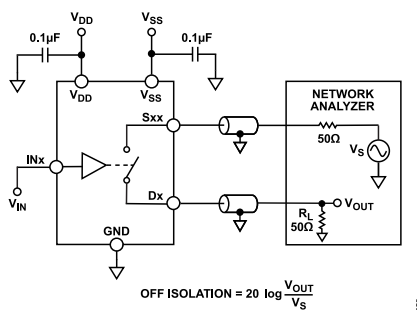 VDD
VSS
0.1µF
0.1µF
VDD
VSS
NETWORK
ANALYZER
Sxx
50Ω
VS
INx
VIN
Dx
VOUT
RL
50Ω
GND
OFF ISOLATION = 20 log VOUT/VS